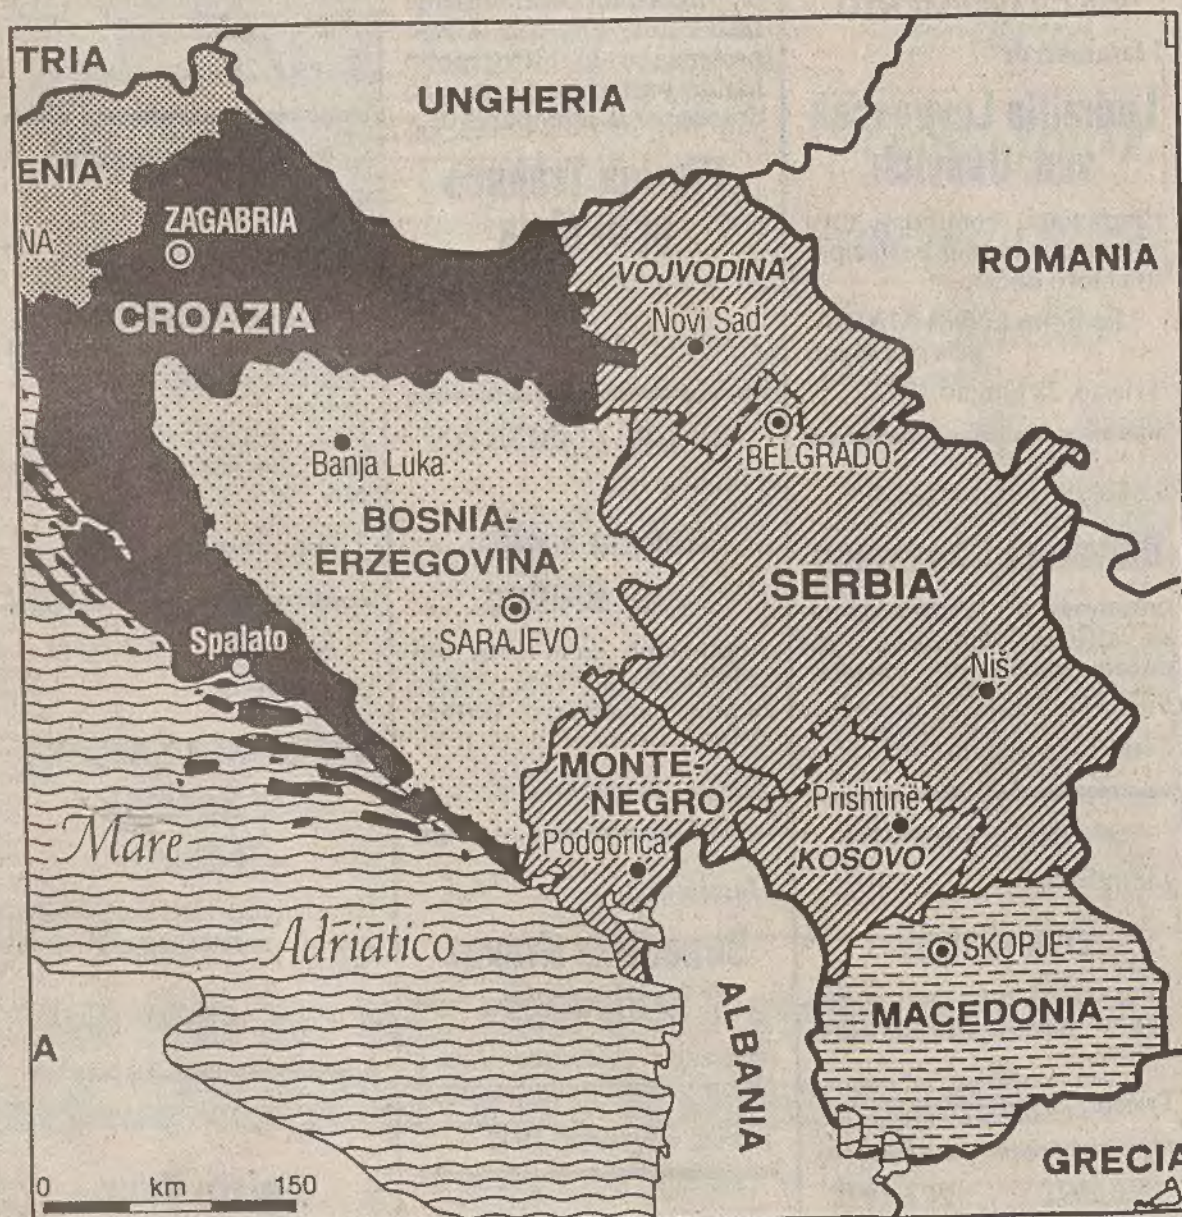 TRIA
UNGHERIA
ENIA
ZAGABRIA
NA
VOJVODINA
ROMANIA
CROAZIA
Novi Sad
BELGRADO
Banja Luka
BOSNIA-
ERZEGOVINA
SERBIA
SARAJEVO
Spalato
Niš
MONTE-
NEGRO
Prishtinë
Podgorica
KOSOVO
Mare
Adriatico
SKOPJE
MACEDONIA
ALBANIA
A
GRECIA
0 km 150